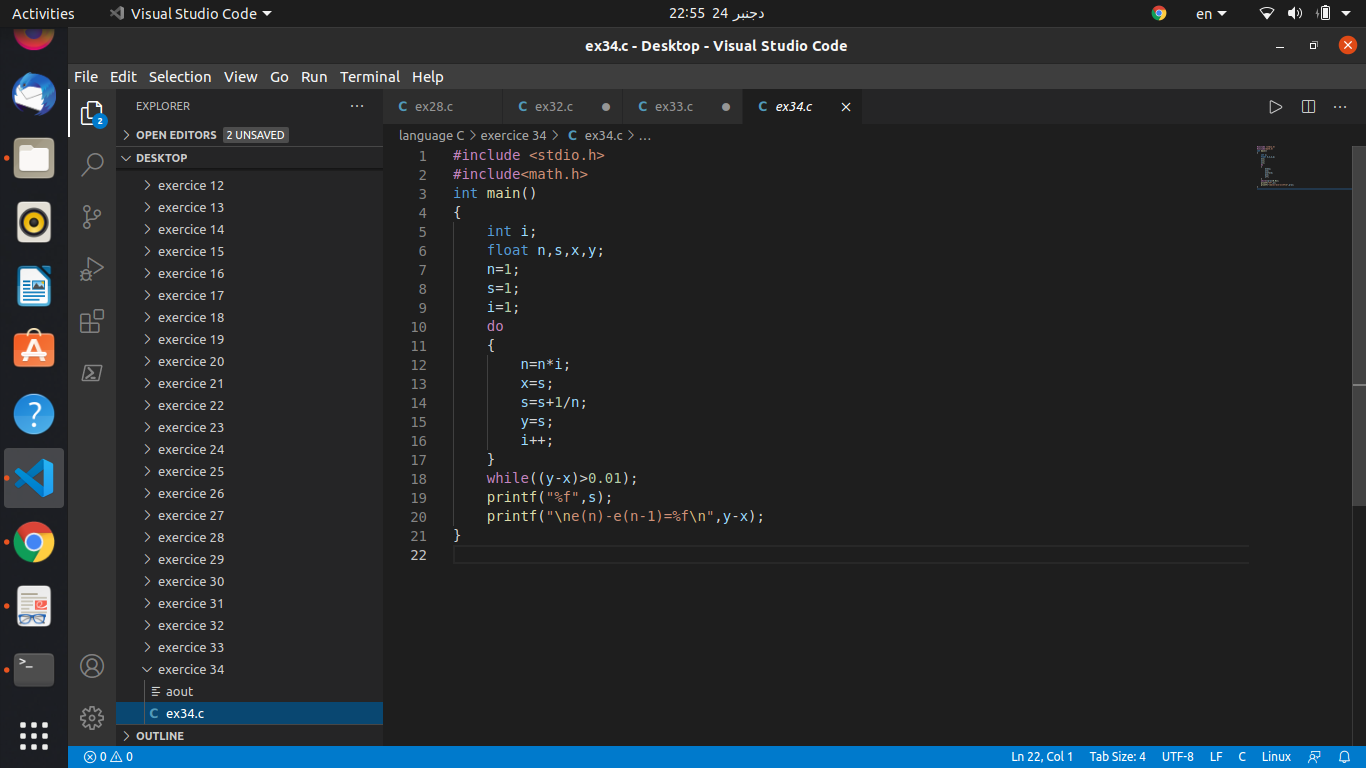 Activities
Visual Studio Code
22:55 24 دجنبر
en
ex34.c - Desktop - Visual Studio Code
File Edit Selection View Go Run Terminal Help
EXPLORER
OPEN EDITORS 2 UNSAVED
DESKTOP
exercice 12
exercice 13
exercice 14
exercice 15
exercice 16
exercice 17
exercice 18
exercice 19
exercice 20
exercice 21
exercice 22
exercice 23
exercice 24
exercice 25
exercice 26
exercice 27
exercice 28
exercice 29
exercice 30
exercice 31
exercice 32
exercice 33
exercice 34
aout
C ex34.c
OUTLINE
2
C ex28.c
C ex32.c
C ex33.c
C ex34.c
language C > exercice 34 > C ex34.c > ...
1 #include <stdio.h>
2 #include<math.h>
3 int main()
4 {
5 int i;
6 float n,s,x,y;
7 n=1;
8 s=1;
9 i=1;
10 do
11 {
12 n=n*i;
13 x=s;
14 s=s+1/n;
15 y=s;
16 i++;
17 }
18 while((y-x)>0.01);
19 printf("%f",s);
20 printf("\ne(n)-e(n-1)=%f\n",y-x);
21 }
22
0 0
Ln 22, Col 1 Tab Size: 4 UTF-8 LF C Linux